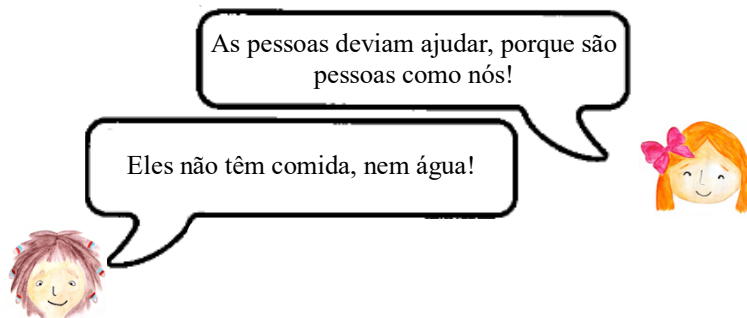 As pessoas deviam ajudar, porque são
pessoas como nós!
Eles não têm comida, nem água!